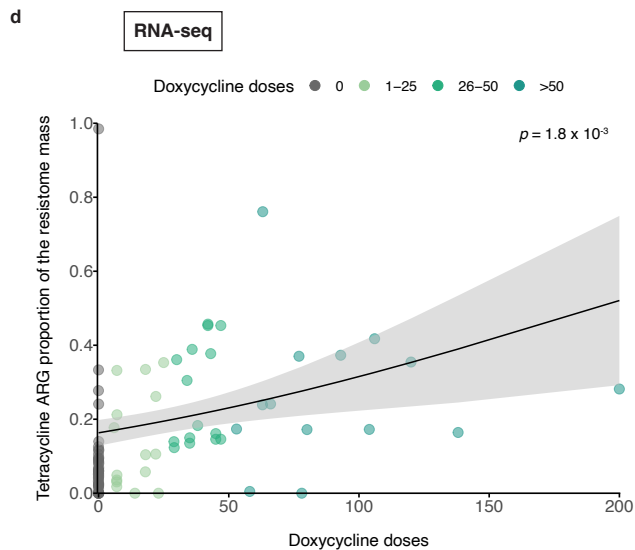 d
RNA-seq
Doxycycline doses 0 1–25 26–50 >50
p = 1.8 x 10⁻³
Tetracycline ARG proportion of the resistome mass
1.0
0.8
0.6
0.4
0.2
0.0
0 50 100 150 200
Doxycycline doses